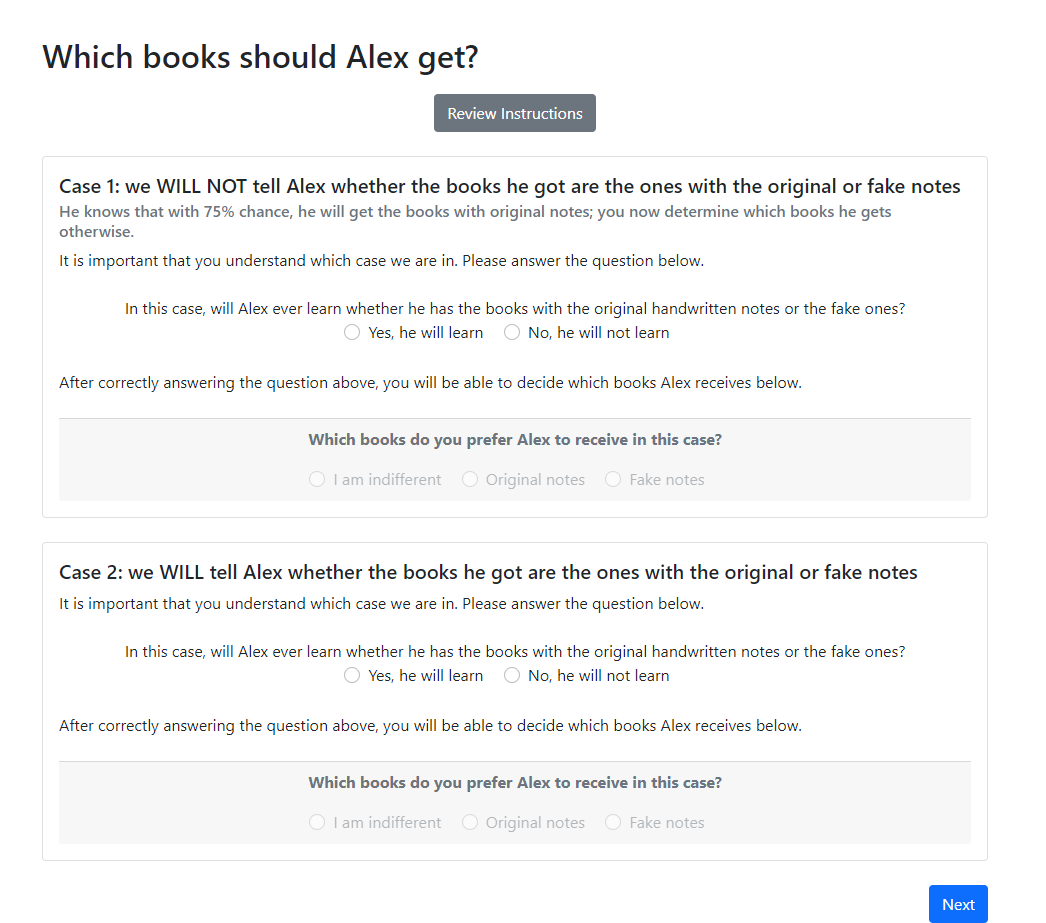 Which books should Alex get?
Review Instructions
Case 1: we WILL NOT tell Alex whether the books he got are the ones with the original or fake notes
He knows that with 75% chance, he will get the books with original notes; you now determine which books he gets
otherwise.
It is important that you understand which case we are in. Please answer the question below.
In this case, will Alex ever learn whether he has the books with the original handwritten notes or the fake ones?
Yes, he will learn No, he will not learn
After correctly answering the question above, you will be able to decide which books Alex receives below.
Which books do you prefer Alex to receive in this case?
I am indifferent Original notes Fake notes
Case 2: we WILL tell Alex whether the books he got are the ones with the original or fake notes
It is important that you understand which case we are in. Please answer the question below.
In this case, will Alex ever learn whether he has the books with the original handwritten notes or the fake ones?
Yes, he will learn No, he will not learn
After correctly answering the question above, you will be able to decide which books Alex receives below.
Which books do you prefer Alex to receive in this case?
I am indifferent Original notes Fake notes
Next